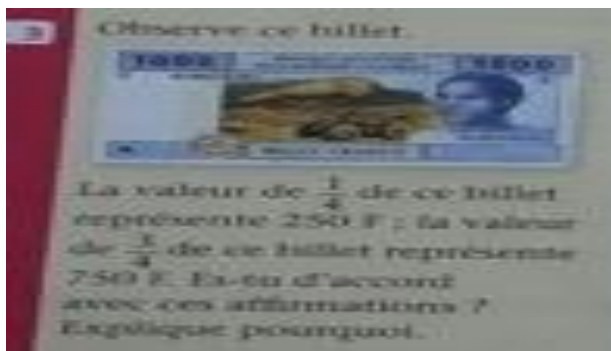 3
Observe ce billet.
1000 1000
La valeur de 1/4 de ce billet
représente 250 F ; la valeur
de 3/4 de ce billet représente
750 F. Es-tu d'accord
avec ces affirmations ?
Explique pourquoi.